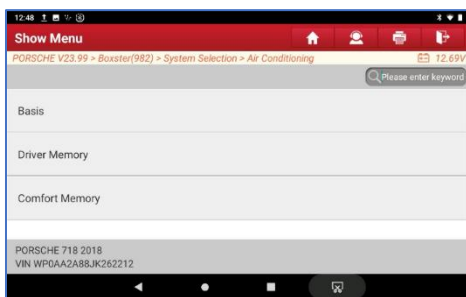 12:48
Show Menu
PORSCHE V23.99 > Boxster(982) > System Selection > Air Conditioning 12.69V
Please enter keyword
Basis
Driver Memory
Comfort Memory
PORSCHE 718 2018
VIN WP0AA2A88JK262212